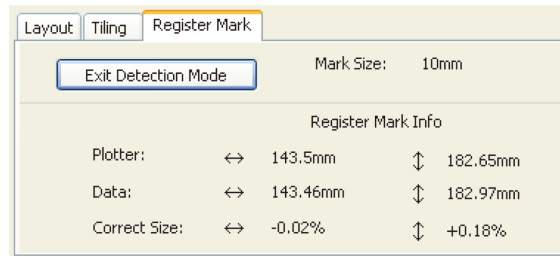 Layout Tiling Register Mark
Exit Detection Mode Mark Size: 10mm
Register Mark Info
Plotter: ↔ 143.5mm ↕ 182.65mm
Data: ↔ 143.46mm ↕ 182.97mm
Correct Size: ↔ -0.02% ↕ +0.18%